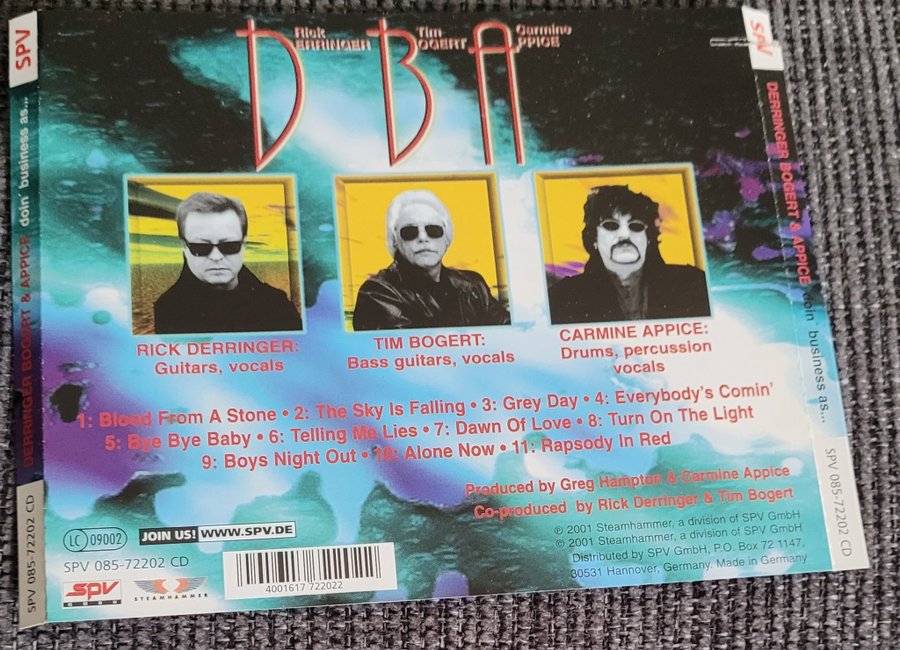 SPV
DERRINGER BOGERT & APPICE doin' business as...
SPV 085-72202 CD
D B A
Rick DERRINGER
Tim BOGERT
Carmine APPICE
RICK DERRINGER:
Guitars, vocals
TIM BOGERT:
Bass guitars, vocals
CARMINE APPICE:
Drums, percussion
vocals
1: Blood From A Stone • 2: The Sky Is Falling • 3: Grey Day • 4: Everybody's Comin'
5: Bye Bye Baby • 6: Telling Me Lies • 7: Dawn Of Love • 8: Turn On The Light
9: Boys Night Out • 10: Alone Now • 11: Rapsody In Red
Produced by Greg Hampton & Carmine Appice
Co-produced by Rick Derringer & Tim Bogert
℗ 2001 Steamhammer, a division of SPV GmbH
© 2001 Steamhammer, a division of SPV GmbH
Distributed by SPV GmbH, P.O. Box 72 1147,
30531 Hannover, Germany. Made in Germany
LC 09002
JOIN US! WWW.SPV.DE
SPV 085-72202 CD
SPV
STEAMHAMMER
4001617 722022
SPV
DERRINGER BOGERT & APPICE doin' business as...
SPV 085-72202 CD